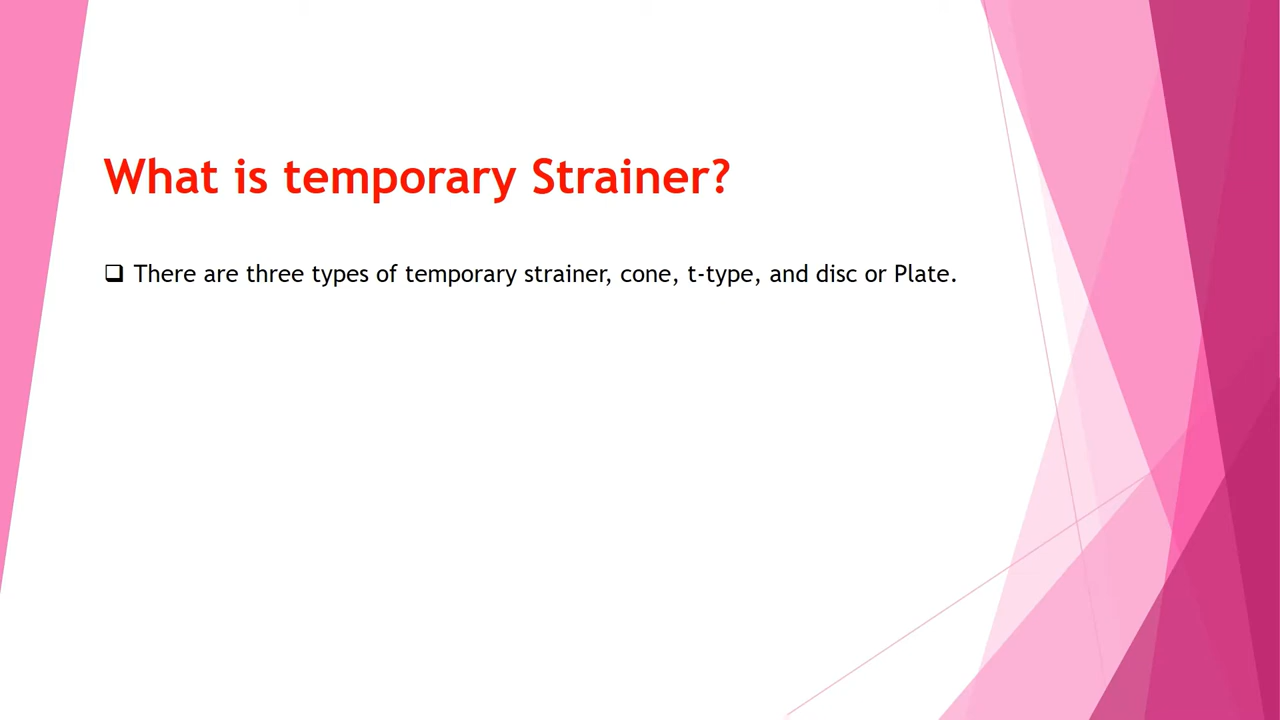 What is temporary Strainer?
❑ There are three types of temporary strainer, cone, t-type, and disc or Plate.